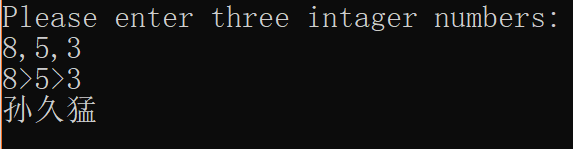 Please enter three intager numbers:
8,5,3
8>5>3
孙久猛